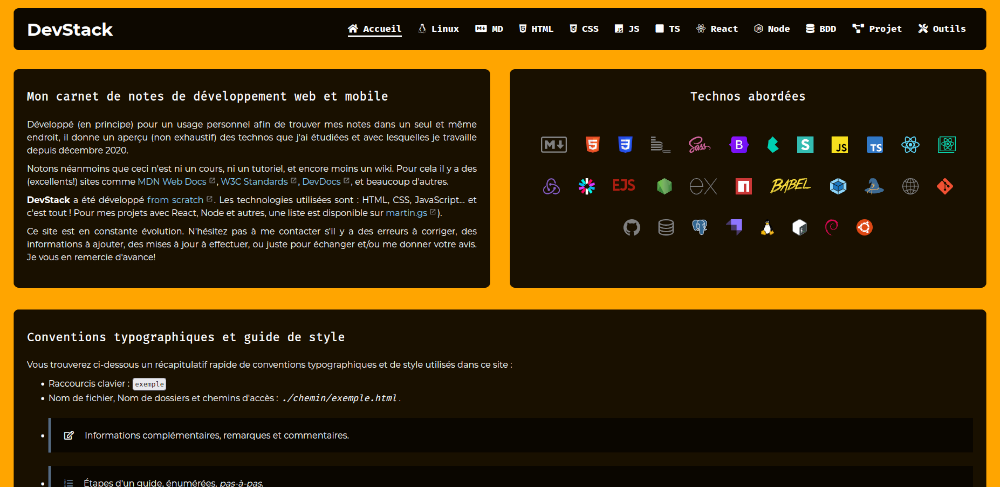 DevStack
Accueil Linux MD HTML CSS JS TS React Node BDD Projet Outils
Mon carnet de notes de développement web et mobile
Développé (en principe) pour un usage personnel afin de trouver mes notes dans un seul et même
endroit, il donne un aperçu (non exhaustif) des technos que j'ai étudiées et avec lesquelles je travaille
depuis décembre 2020.
Notons néanmoins que ceci n'est ni un cours, ni un tutoriel, et encore moins un wiki. Pour cela il y a des
(excellents!) sites comme MDN Web Docs, W3C Standards, DevDocs, et beaucoup d'autres.
DevStack a été développé from scratch. Les technologies utilisées sont : HTML, CSS, JavaScript... et
c'est tout ! Pour mes projets avec React, Node et autres, une liste est disponible sur martin.gs ).
Ce site est en constante évolution. N'hésitez pas à me contacter s'il y a des erreurs à corriger, des
informations à ajouter, des mises à jour à effectuer, ou juste pour échanger et/ou me donner votre avis.
Je vous en remercie d'avance!
Technos abordées
M Sass B S JS TS
EJS ex n BABEL
Conventions typographiques et guide de style
Vous trouverez ci-dessous un récapitulatif rapide de conventions typographiques et de style utilisés dans ce site :
Raccourcis clavier : exemple
Nom de fichier, Nom de dossiers et chemins d'accès : ./chemin/exemple.html.
Informations complémentaires, remarques et commentaires.
Étapes d'un guide, énumérées, pas-à-pas.